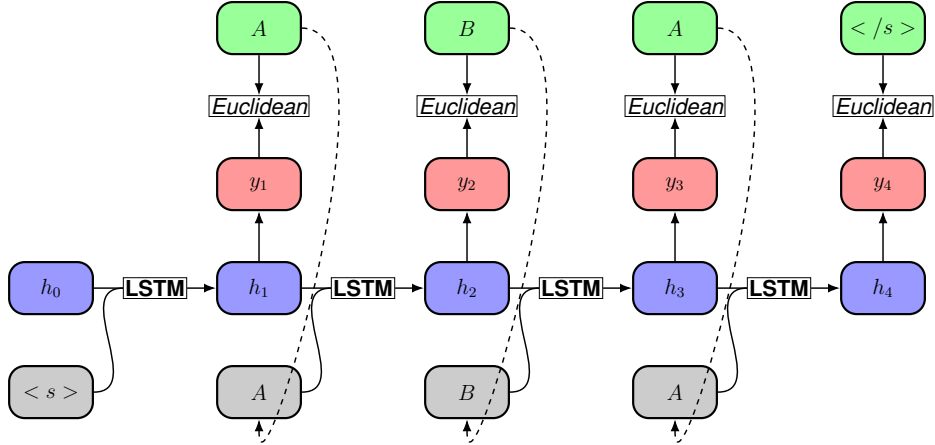 A B A < /s >
Euclidean Euclidean Euclidean Euclidean
y1 y2 y3 y4
h0 LSTM h1 LSTM h2 LSTM h3 LSTM h4
< s > A B A